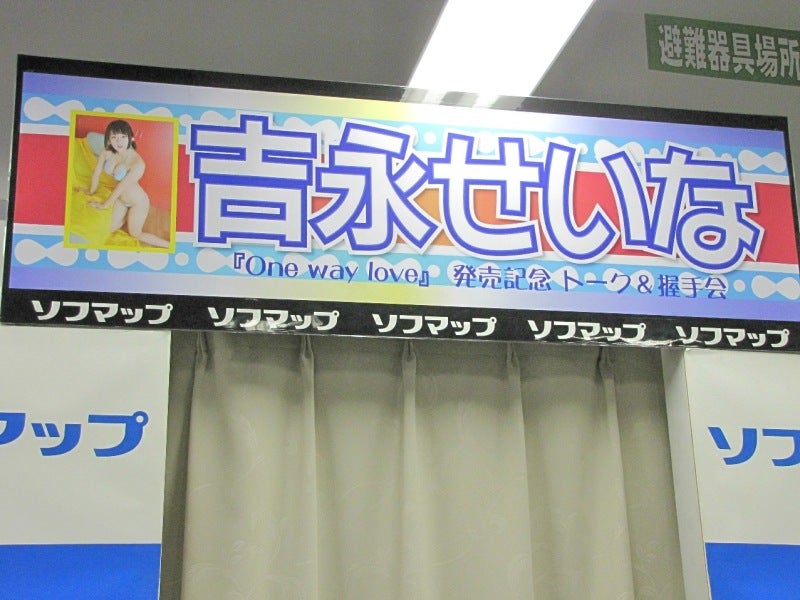 避難器具場所
吉永せいな
『One way love』 発売記念 トーク＆握手会
ソフマップ ソフマップ ソフマップ ソフマップ ソフマップ
マップ
ソフ